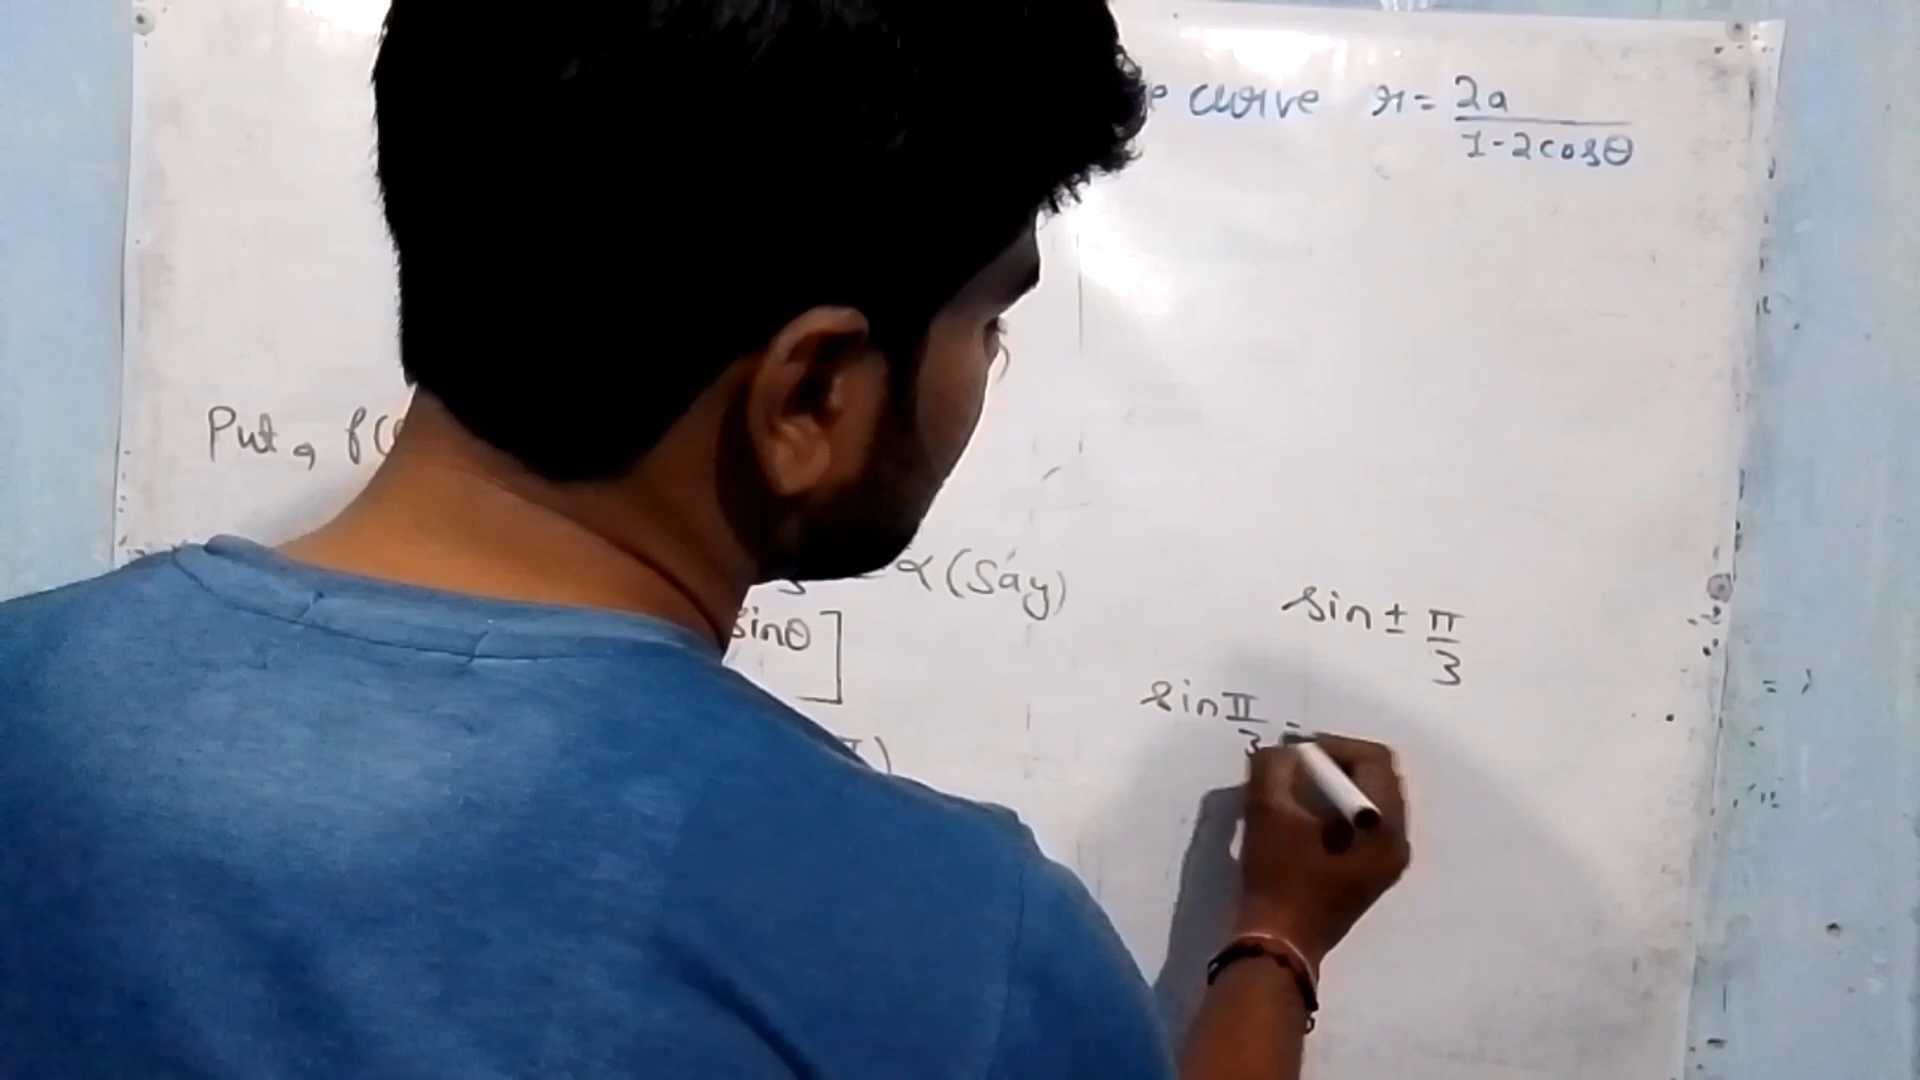 curve r = 2a / 1-2cosθ
Put, f(
α (Say)
sinθ ]
sin ± π/3
sin π/3 =